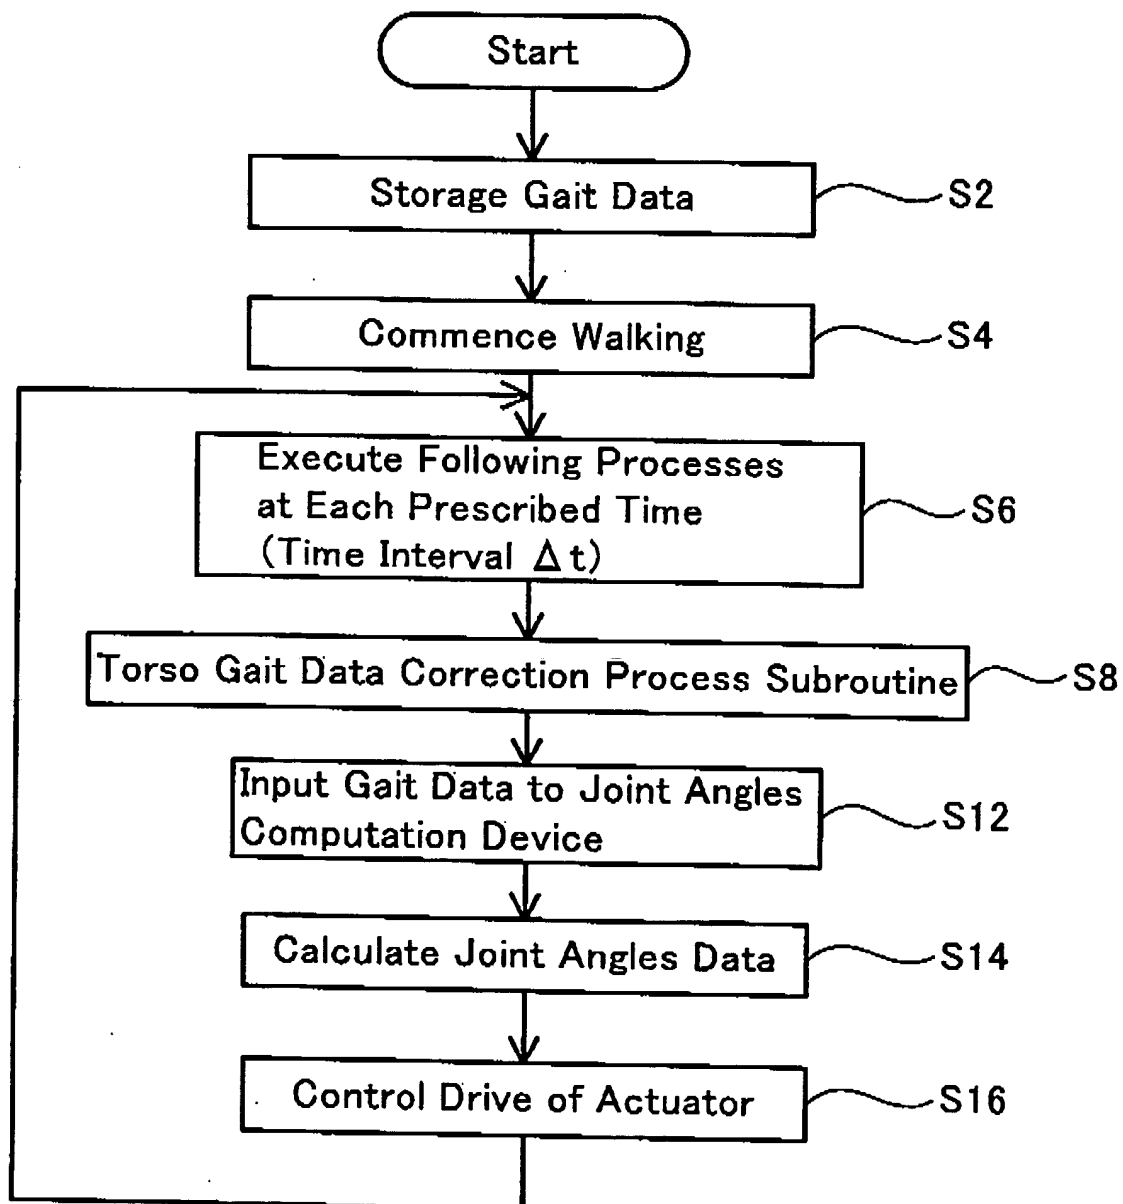 Start
Storage Gait Data
S2
Commence Walking
S4
Execute Following Processes
at Each Prescribed Time
(Time Interval Δt)
S6
Torso Gait Data Correction Process Subroutine
S8
Input Gait Data to Joint Angles
Computation Device
S12
Calculate Joint Angles Data
S14
Control Drive of Actuator
S16